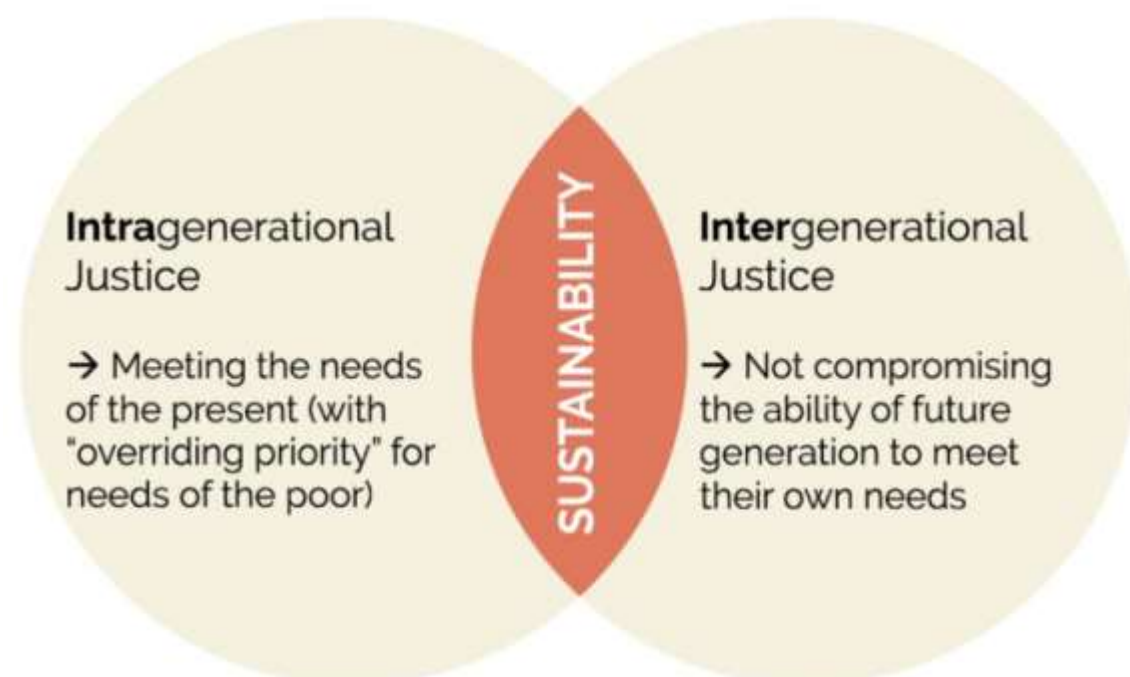 Intragenerational
Justice
→ Meeting the needs
of the present (with
"overriding priority" for
needs of the poor)
SUSTAINABILITY
Intergenerational
Justice
→ Not compromising
the ability of future
generation to meet
their own needs